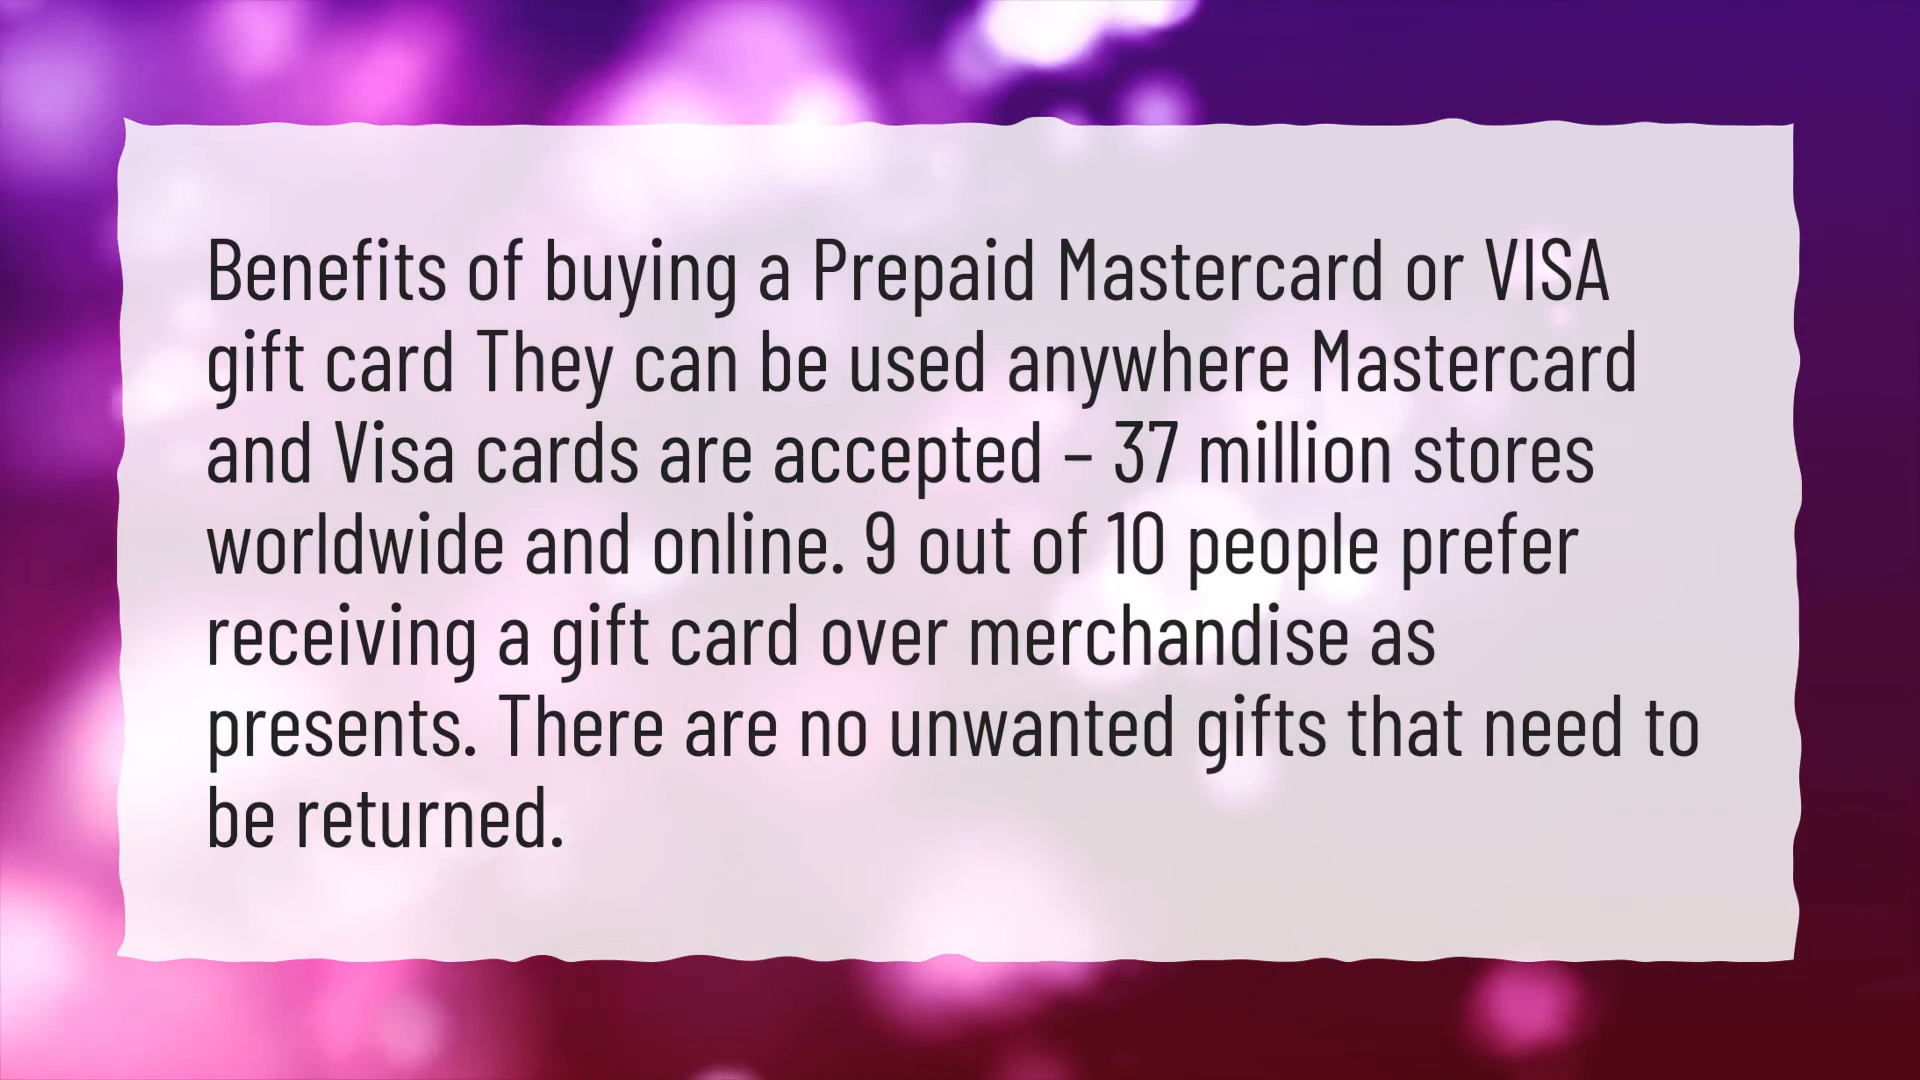 Benefits of buying a Prepaid Mastercard or VISA
gift card They can be used anywhere Mastercard
and Visa cards are accepted – 37 million stores
worldwide and online. 9 out of 10 people prefer
receiving a gift card over merchandise as
presents. There are no unwanted gifts that need to
be returned.